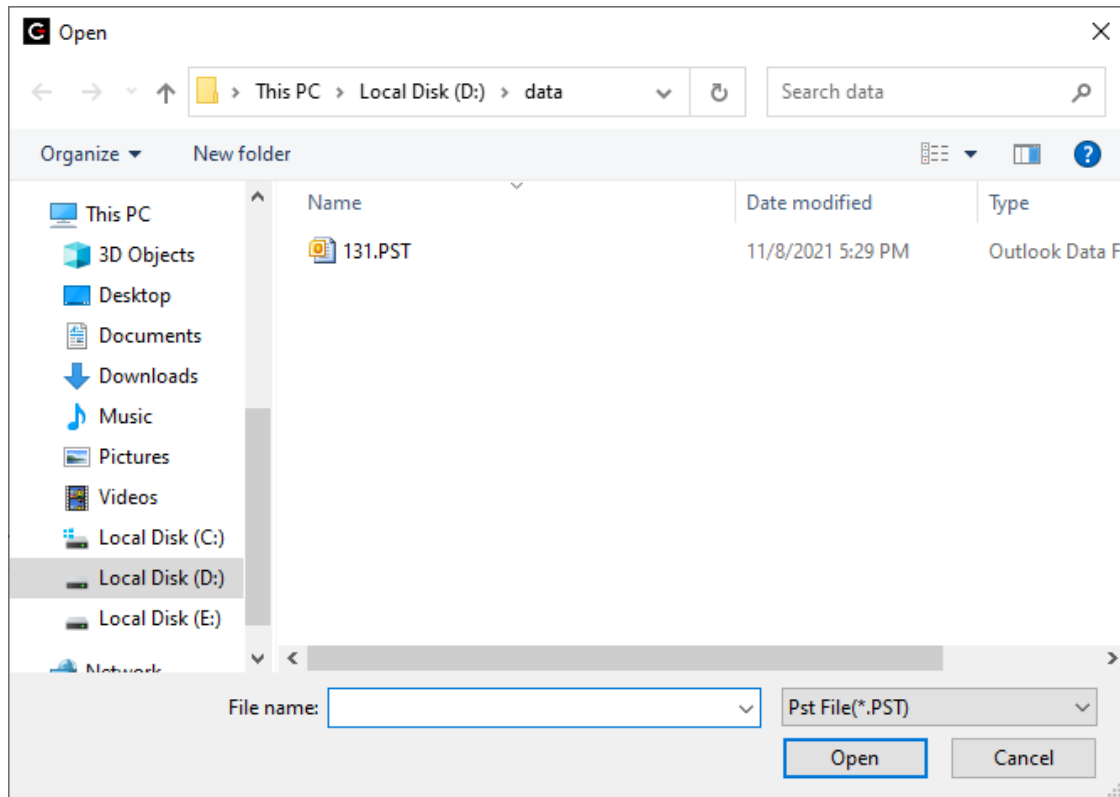 Open
This PC > Local Disk (D:) > data
Search data
Organize
New folder
Name
Date modified
Type
131.PST
11/8/2021 5:29 PM
Outlook Data F
This PC
3D Objects
Desktop
Documents
Downloads
Music
Pictures
Videos
Local Disk (C:)
Local Disk (D:)
Local Disk (E:)
Network
File name:
Pst File(*.PST)
Open
Cancel